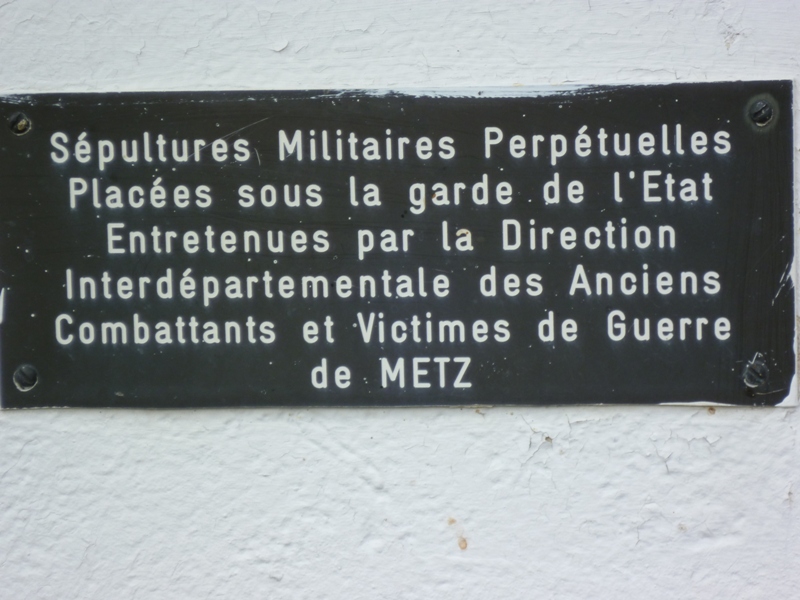 Sépultures Militaires Perpétuelles
Placées sous la garde de l'Etat
Entretenues par la Direction
Interdépartementale des Anciens
Combattants et Victimes de Guerre
de METZ